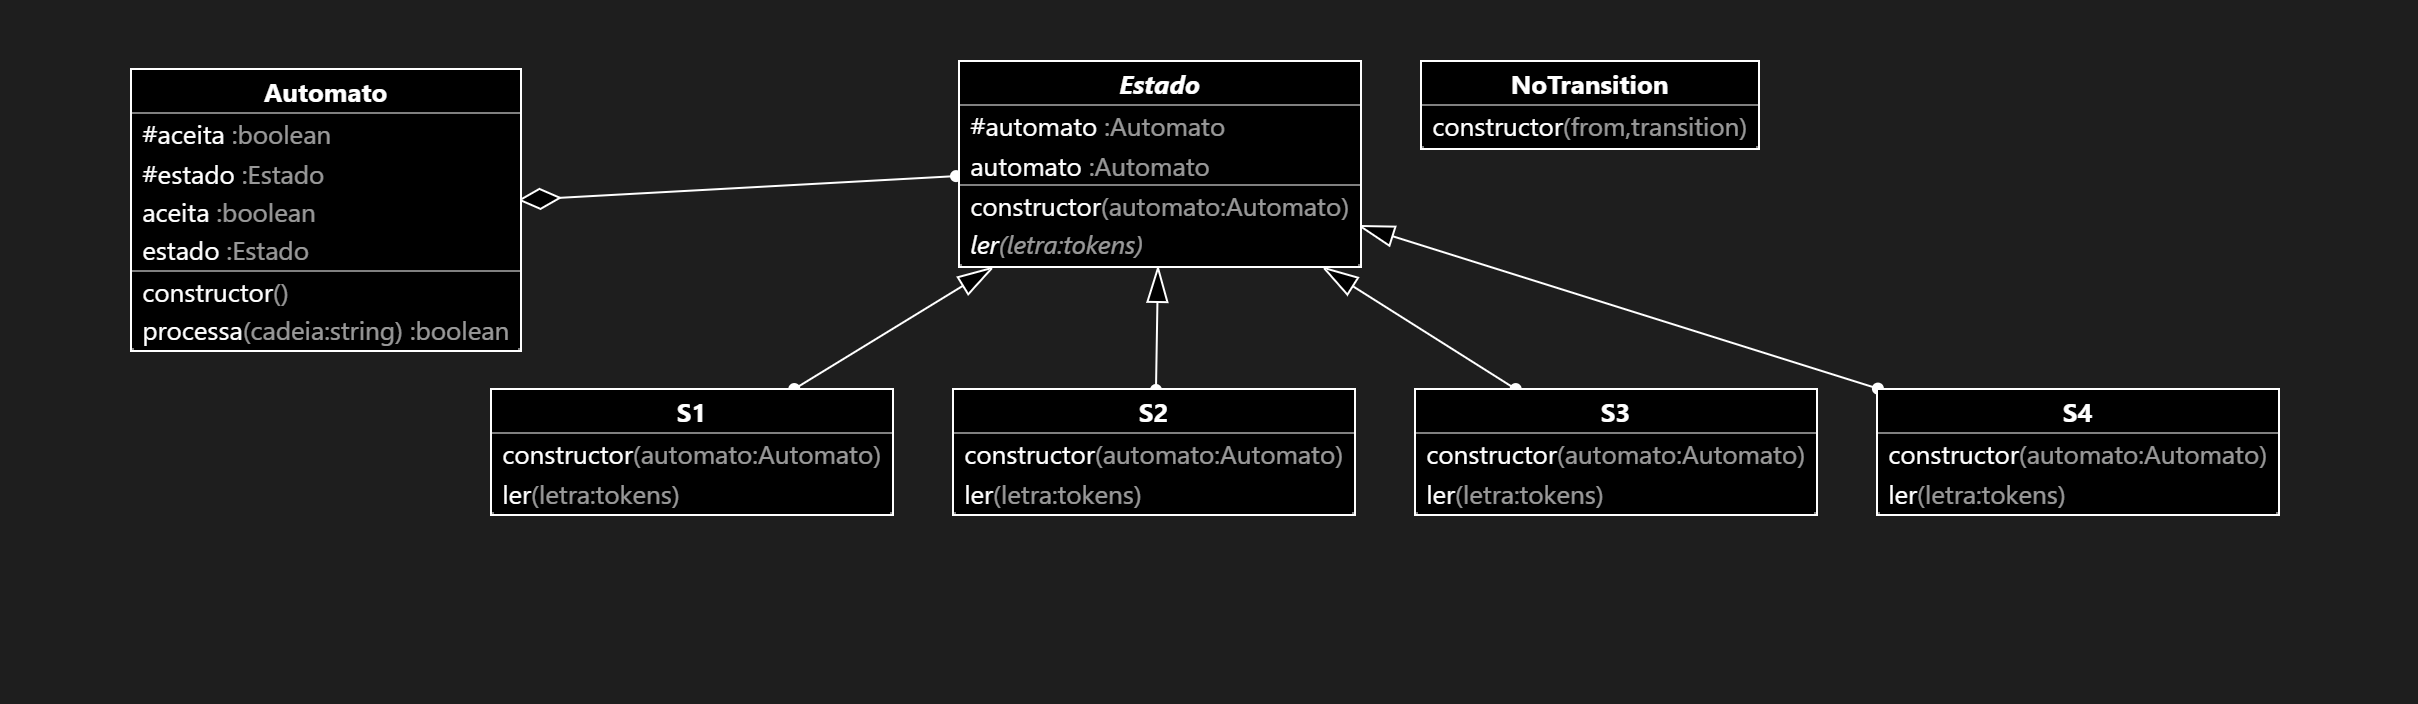 Automato
#aceita :boolean
#estado :Estado
aceita :boolean
estado :Estado
constructor()
processa(cadeia:string) :boolean
Estado
#automato :Automato
automato :Automato
constructor(automato:Automato)
ler(letra:tokens)
NoTransition
constructor(from,transition)
S1
constructor(automato:Automato)
ler(letra:tokens)
S2
constructor(automato:Automato)
ler(letra:tokens)
S3
constructor(automato:Automato)
ler(letra:tokens)
S4
constructor(automato:Automato)
ler(letra:tokens)